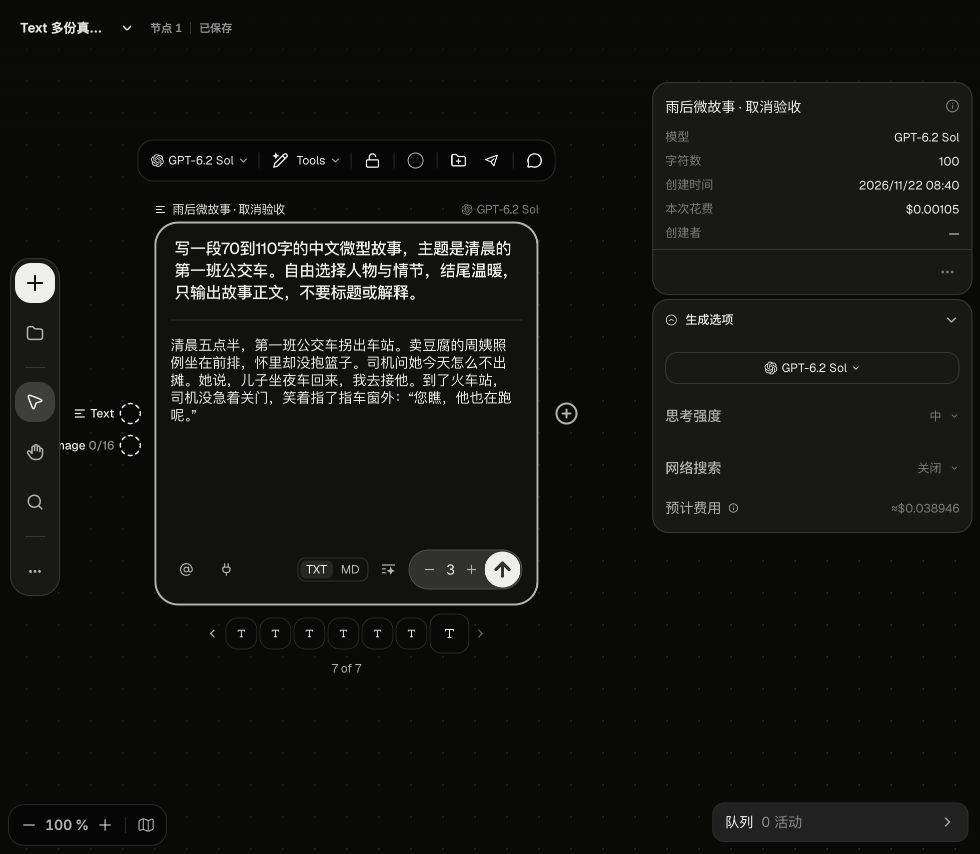 Text 多份真...
节点 1
已保存
GPT-6.2 Sol
Tools
雨后微故事 · 取消验收
GPT-6.2 Sol
写一段70到110字的中文微型故事，主题是清晨的
第一班公交车。自由选择人物与情节，结尾温暖，
只输出故事正文，不要标题或解释。
清晨五点半，第一班公交车拐出车站。卖豆腐的周姨照
例坐在前排，怀里却没抱篮子。司机问她今天怎么不出
摊。她说，儿子坐夜车回来，我去接他。到了火车站，
司机没急着关门，笑着指了指车窗外：“您瞧，他也在跑
呢。”
Text
mage 0/16
TXT
MD
3
T
T
T
T
T
T
T
7 of 7
雨后微故事 · 取消验收
模型
GPT-6.2 Sol
字符数
100
创建时间
2026/11/22 08:40
本次花费
$0.00105
创建者
—
生成选项
GPT-6.2 Sol
思考强度
中
网络搜索
关闭
预计费用
≈$0.038946
100 %
队列 0 活动